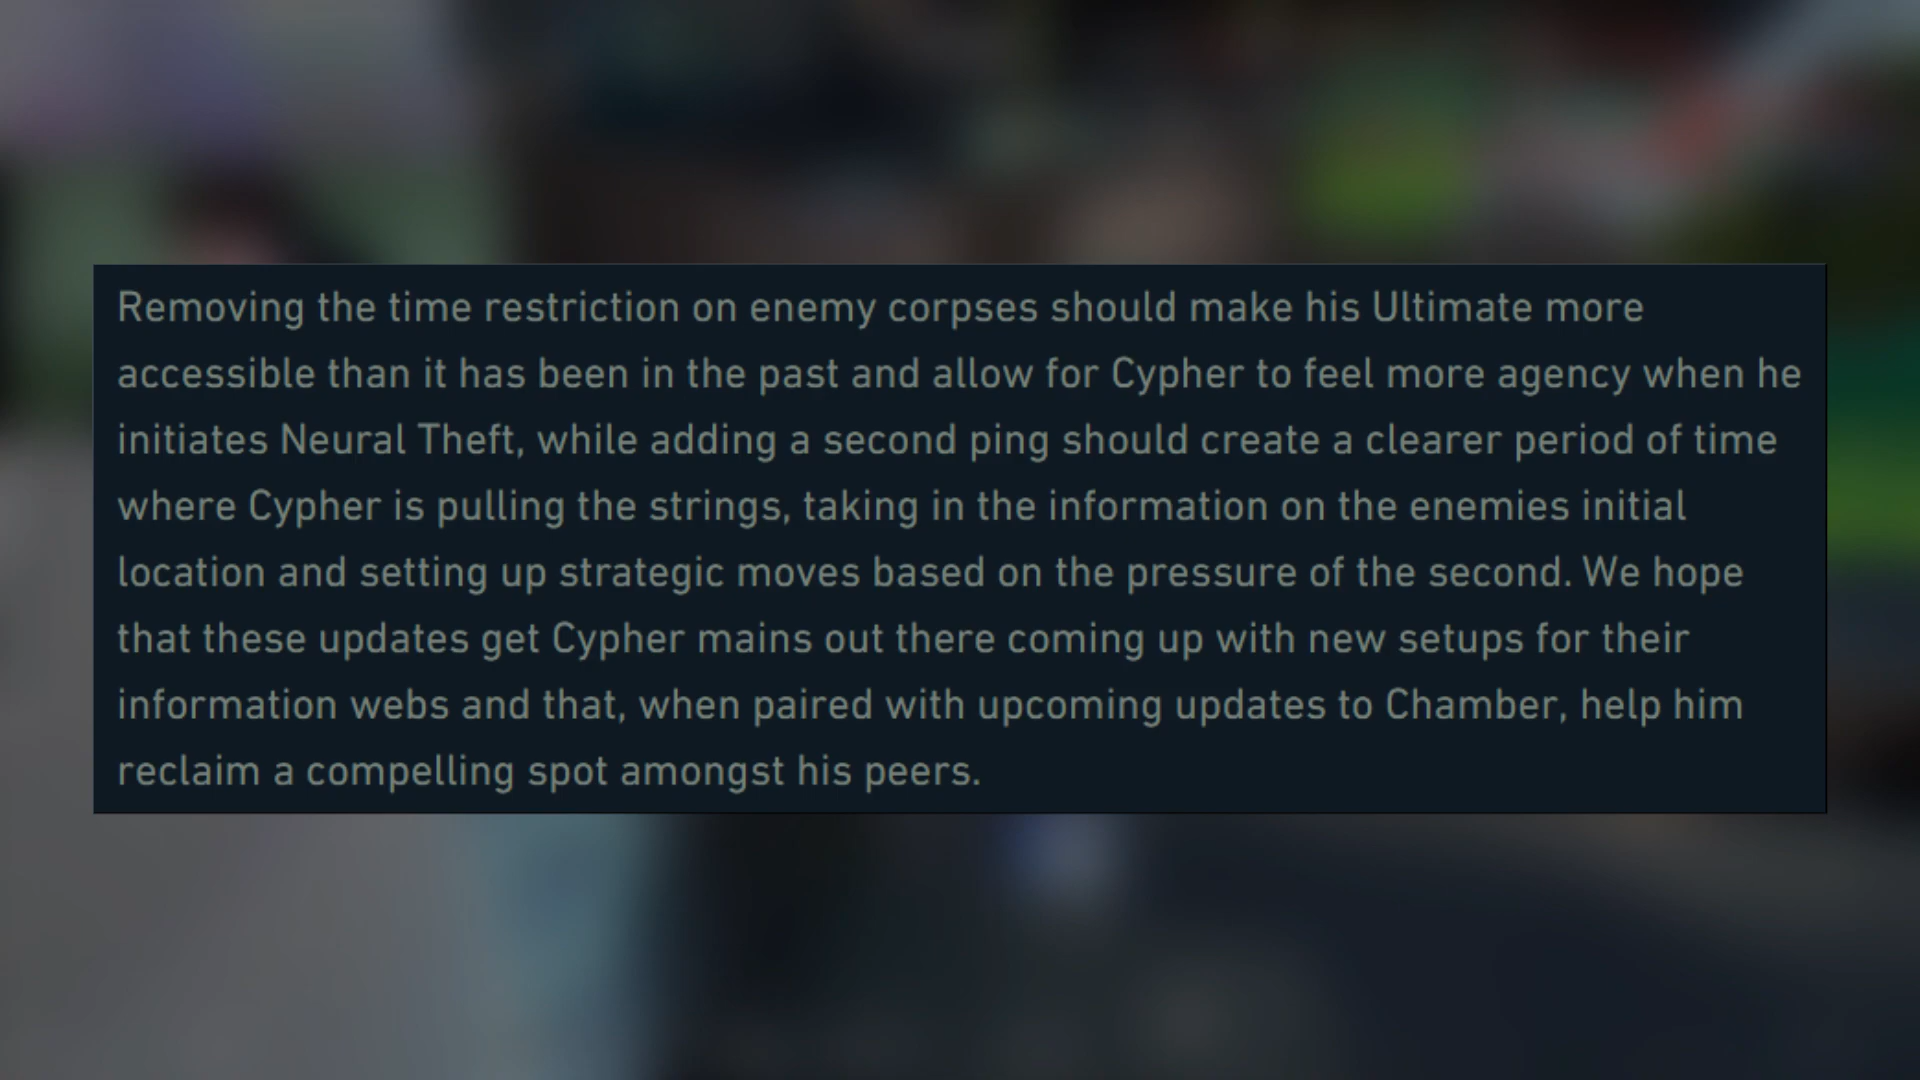 Removing the time restriction on enemy corpses should make his Ultimate more
accessible than it has been in the past and allow for Cypher to feel more agency when he
initiates Neural Theft, while adding a second ping should create a clearer period of time
where Cypher is pulling the strings, taking in the information on the enemies initial
location and setting up strategic moves based on the pressure of the second. We hope
that these updates get Cypher mains out there coming up with new setups for their
information webs and that, when paired with upcoming updates to Chamber, help him
reclaim a compelling spot amongst his peers.